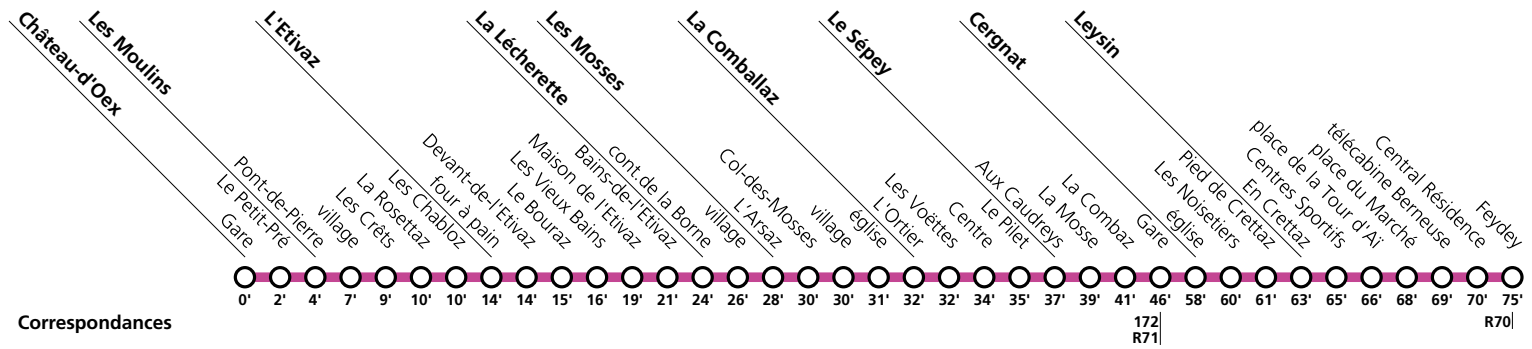 Château-d'Oex
Les Moulins
L'Etivaz
La Lécherette
Les Mosses
La Comballaz
Le Sépey
Cergnat
Leysin
Gare
Le Petit-Pré
Pont-de-Pierre
village
Les Crêts
La Rosettaz
Les Chabloz
four à pain
Devant-de-l'Etivaz
Le Bouraz
Les Vieux Bains
Maison de l'Etivaz
Bains-de-l'Etivaz
cont.de la Borne
village
L'Arsaz
Col-des-Mosses
village
église
L'Ortier
Les Voëttes
Centre
Le Pilet
Aux Caudreys
La Mosse
La Combaz
Gare
église
Les Noisetiers
Pied de Crettaz
En Crettaz
Centres Sportifs
place de la Tour d'Aï
place du Marché
télécabine Berneuse
Central Résidence
Feydey
0' 2' 4' 7' 9' 10' 10' 14' 14' 15' 16' 19' 21' 24' 26' 28' 30' 30' 31' 32' 32' 34' 35' 37' 39' 41' 46' 58' 60' 61' 63' 65' 66' 68' 69' 70' 75'
Correspondances
172
R71
R70